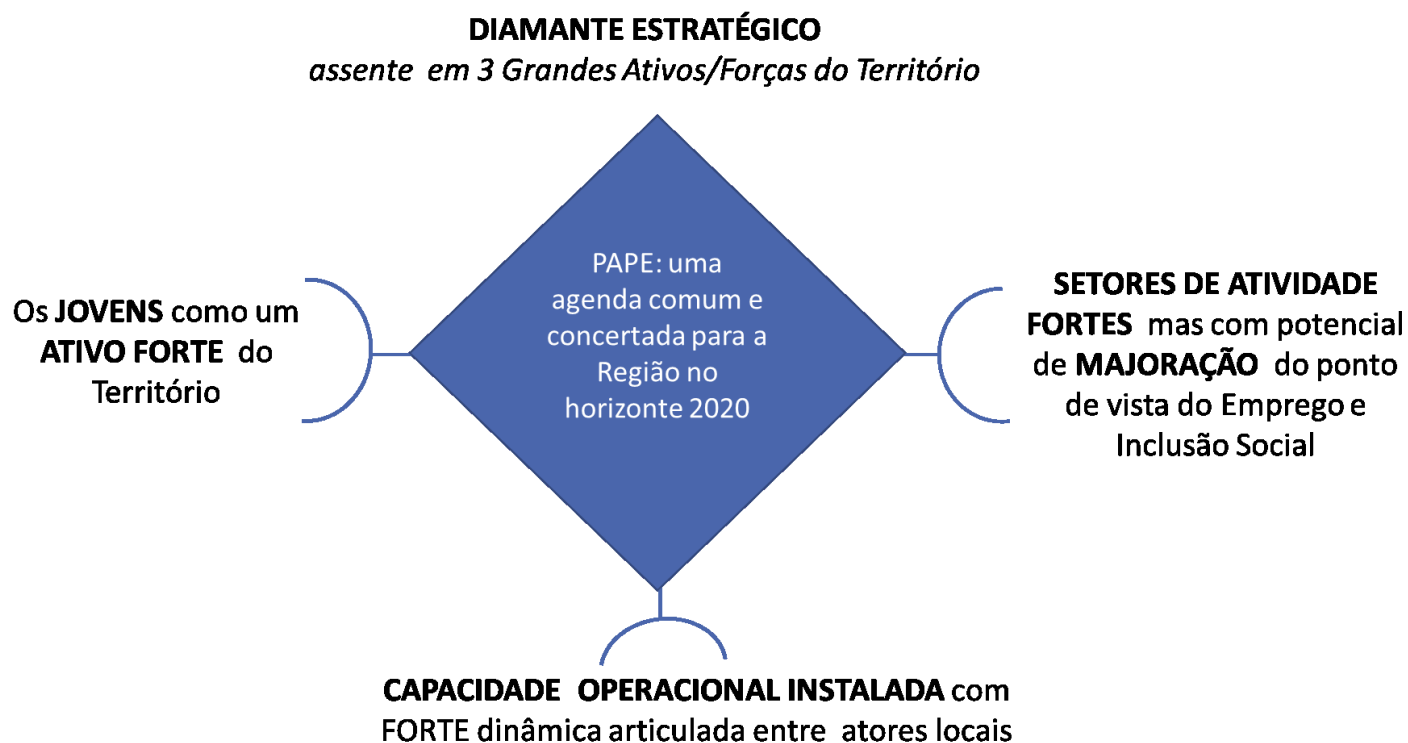 DIAMANTE ESTRATÉGICO
assente em 3 Grandes Ativos/Forças do Território
Os JOVENS como um
ATIVO FORTE do
Território
PAPE: uma
agenda comum e
concertada para a
Região no
horizonte 2020
SETORES DE ATIVIDADE
FORTES mas com potencial
de MAJORAÇÃO do ponto
de vista do Emprego e
Inclusão Social
CAPACIDADE OPERACIONAL INSTALADA com
FORTE dinâmica articulada entre atores locais